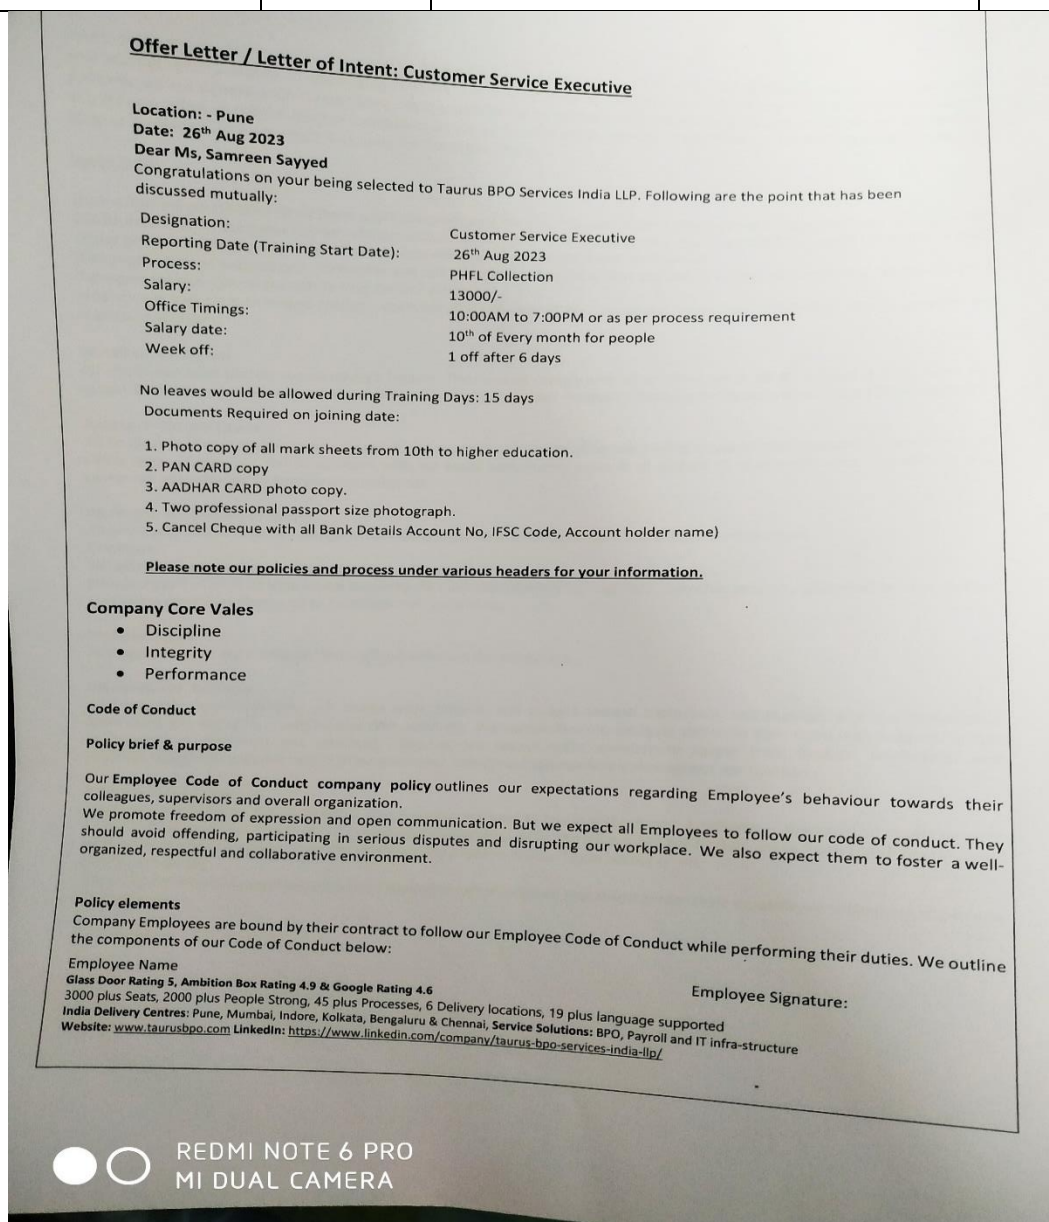 Offer Letter / Letter of Intent: Customer Service Executive
Location: - Pune
Date: 26th Aug 2023
Dear Ms, Samreen Sayyed
Congratulations on your being selected to Taurus BPO Services India LLP. Following are the point that has been
discussed mutually:
Designation: Customer Service Executive
Reporting Date (Training Start Date): 26th Aug 2023
Process: PHFL Collection
Salary: 13000/-
Office Timings: 10:00AM to 7:00PM or as per process requirement
Salary date: 10th of Every month for people
Week off: 1 off after 6 days
No leaves would be allowed during Training Days: 15 days
Documents Required on joining date:
1. Photo copy of all mark sheets from 10th to higher education.
2. PAN CARD copy
3. AADHAR CARD photo copy.
4. Two professional passport size photograph.
5. Cancel Cheque with all Bank Details Account No, IFSC Code, Account holder name)
Please note our policies and process under various headers for your information.
Company Core Vales
• Discipline
• Integrity
• Performance
Code of Conduct
Policy brief & purpose
Our Employee Code of Conduct company policy outlines our expectations regarding Employee's behaviour towards their
colleagues, supervisors and overall organization.
We promote freedom of expression and open communication. But we expect all Employees to follow our code of conduct. They
should avoid offending, participating in serious disputes and disrupting our workplace. We also expect them to foster a well-
organized, respectful and collaborative environment.
Policy elements
Company Employees are bound by their contract to follow our Employee Code of Conduct while performing their duties. We outline
the components of our Code of Conduct below:
Employee Name Employee Signature:
Glass Door Rating 5, Ambition Box Rating 4.9 & Google Rating 4.6
3000 plus Seats, 2000 plus People Strong, 45 plus Processes, 6 Delivery locations, 19 plus language supported
India Delivery Centres: Pune, Mumbai, Indore, Kolkata, Bengaluru & Chennai, Service Solutions: BPO, Payroll and IT infra-structure
Website: www.taurusbpo.com LinkedIn: https://www.linkedin.com/company/taurus-bpo-services-india-llp/
REDMI NOTE 6 PRO
MI DUAL CAMERA